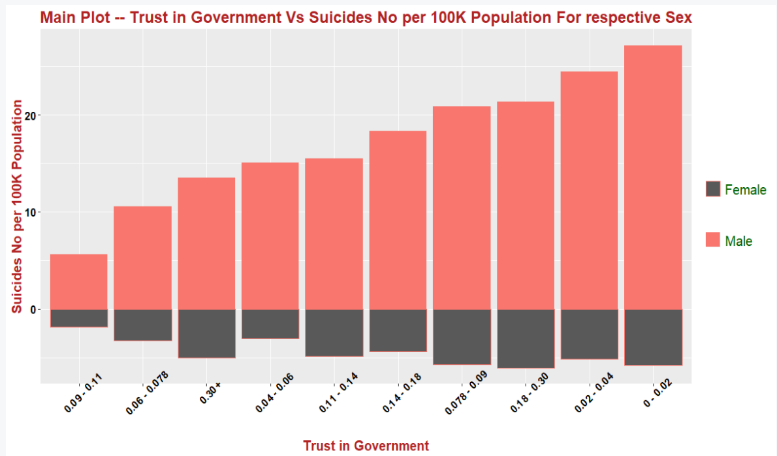 Main Plot -- Trust in Government Vs Suicides No per 100K Population For respective Sex
Suicides No per 100K Population
20
10
0
Female
Male
0.09 - 0.11
0.06 - 0.078
0.30+
0.04 - 0.06
0.11 - 0.14
0.14 - 0.18
0.078 - 0.09
0.18 - 0.30
0.02 - 0.04
0 - 0.02
Trust in Government